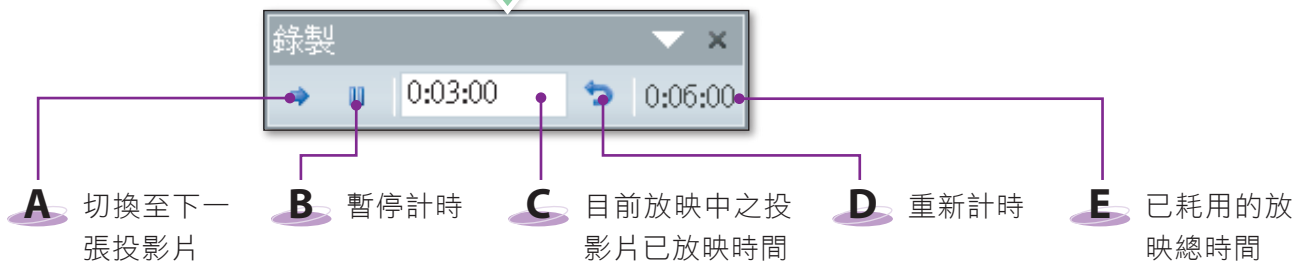 錄製
0:03:00 0:06:00
A 切換至下一
張投影片
B 暫停計時
C 目前放映中之投
影片已放映時間
D 重新計時
E 已耗用的放
映總時間